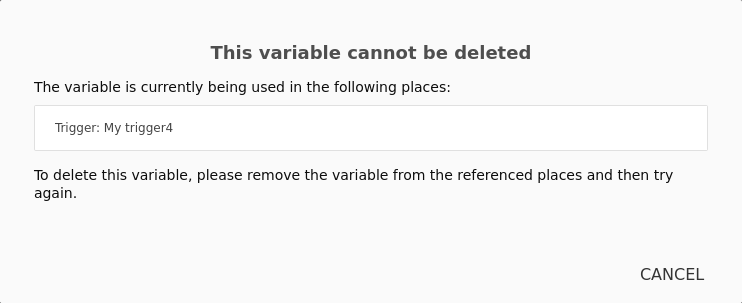 This variable cannot be deleted
The variable is currently being used in the following places:
Trigger: My trigger4
To delete this variable, please remove the variable from the referenced places and then try
again.
CANCEL